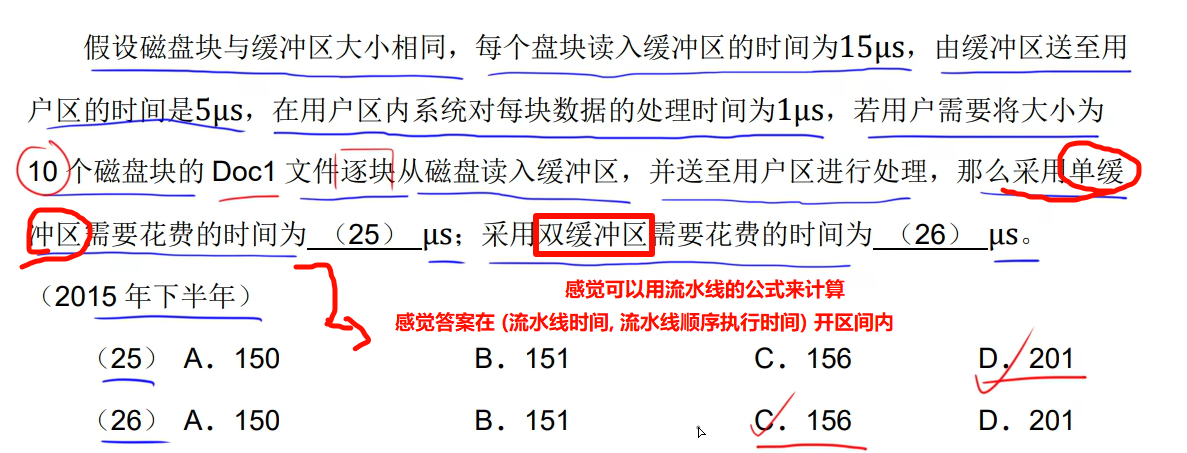 假设磁盘块与缓冲区大小相同，每个盘块读入缓冲区的时间为15μs，由缓冲区送至用
户区的时间是5μs，在用户区内系统对每块数据的处理时间为1μs，若用户需要将大小为
10个磁盘块的Doc1文件逐块从磁盘读入缓冲区，并送至用户区进行处理，那么采用单缓
冲区需要花费的时间为 （25） μs；采用双缓冲区需要花费的时间为 （26） μs。
（2015年下半年）
感觉可以用流水线的公式来计算
感觉答案在 (流水线时间, 流水线顺序执行时间) 开区间内
（25） A．150 B．151 C．156 D．201
（26） A．150 B．151 C．156 D．201